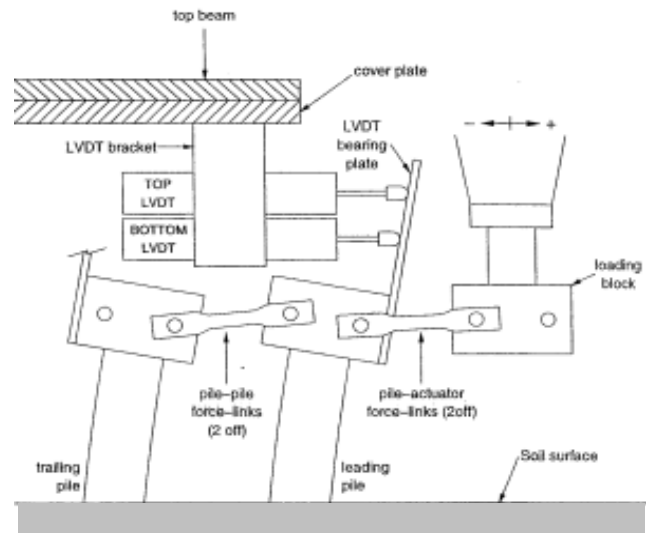 top beam
cover plate
LVDT bracket
LVDT
bearing
plate
− +
TOP
LVDT
BOTTOM
LVDT
loading
block
pile–pile
force–links
(2 off)
pile–actuator
force–links (2off)
trailing
pile
leading
pile
Soil surface